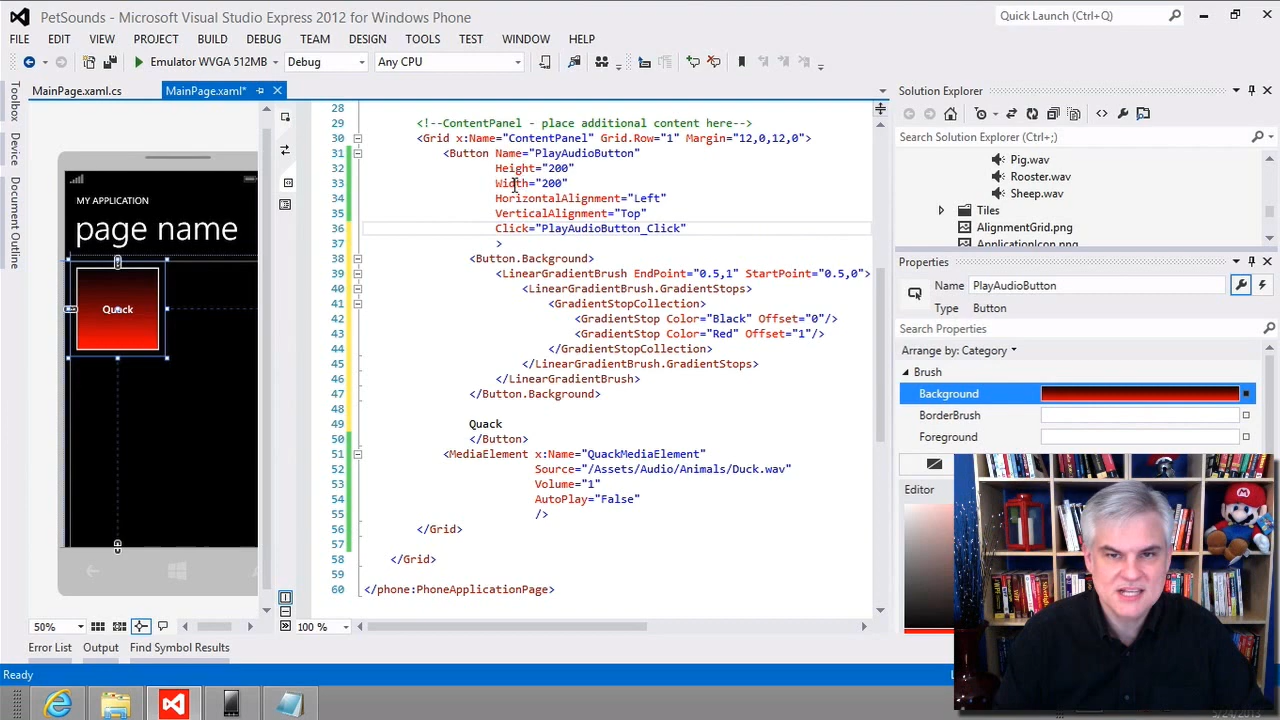 PetSounds - Microsoft Visual Studio Express 2012 for Windows Phone
Quick Launch (Ctrl+Q)
FILE EDIT VIEW PROJECT BUILD DEBUG TEAM DESIGN TOOLS TEST WINDOW HELP
Emulator WVGA 512MB Debug Any CPU
MainPage.xaml.cs MainPage.xaml*
Toolbox
Device
Document Outline
MY APPLICATION
page name
Quack
50%
28
29 <!--ContentPanel - place additional content here-->
30 <Grid x:Name="ContentPanel" Grid.Row="1" Margin="12,0,12,0">
31 <Button Name="PlayAudioButton"
32 Height="200"
33 Width="200"
34 HorizontalAlignment="Left"
35 VerticalAlignment="Top"
36 Click="PlayAudioButton_Click"
37 >
38 <Button.Background>
39 <LinearGradientBrush EndPoint="0.5,1" StartPoint="0.5,0">
40 <LinearGradientBrush.GradientStops>
41 <GradientStopCollection>
42 <GradientStop Color="Black" Offset="0"/>
43 <GradientStop Color="Red" Offset="1"/>
44 </GradientStopCollection>
45 </LinearGradientBrush.GradientStops>
46 </LinearGradientBrush>
47 </Button.Background>
48
49 Quack
50 </Button>
51 <MediaElement x:Name="QuackMediaElement"
52 Source="/Assets/Audio/Animals/Duck.wav"
53 Volume="1"
54 AutoPlay="False"
55 />
56 </Grid>
57
58 </Grid>
59
60 </phone:PhoneApplicationPage>
100 %
Solution Explorer
Search Solution Explorer (Ctrl+;)
Pig.wav
Rooster.wav
Sheep.wav
Tiles
AlignmentGrid.png
ApplicationIcon.png
Properties
Name PlayAudioButton
Type Button
Search Properties
Arrange by: Category
Brush
Background
BorderBrush
Foreground
Editor
Error List Output Find Symbol Results
Ready
5/24/2013